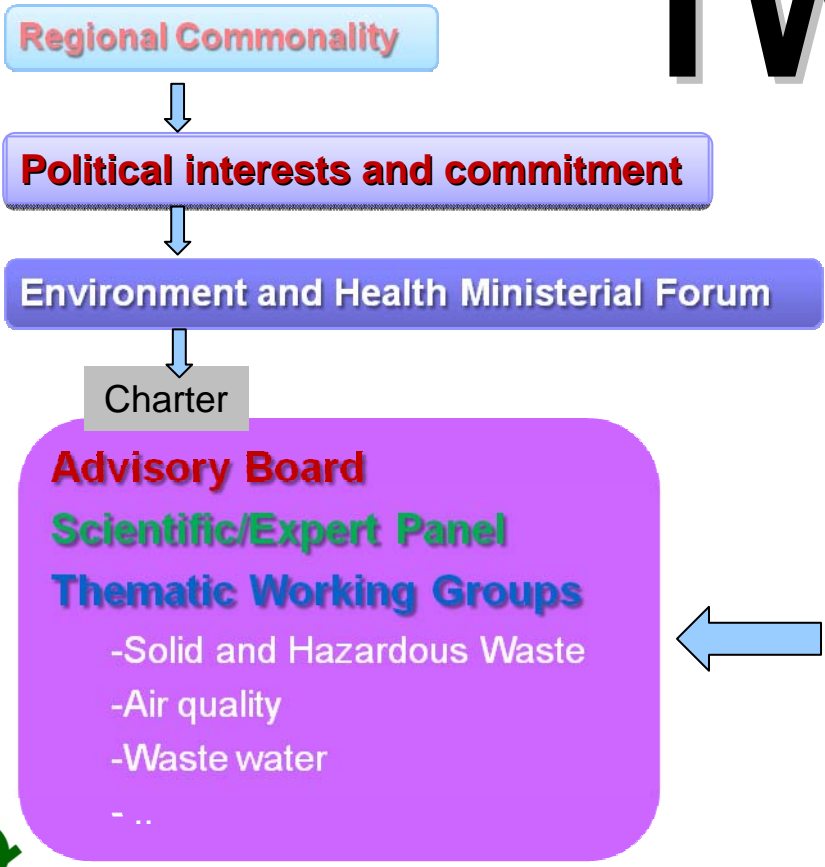 Regional Commonality
Political interests and commitment
Environment and Health Ministerial Forum
Charter
Advisory Board
Scientific/Expert Panel
Thematic Working Groups
-Solid and Hazardous Waste
-Air quality
-Waste water
- ..